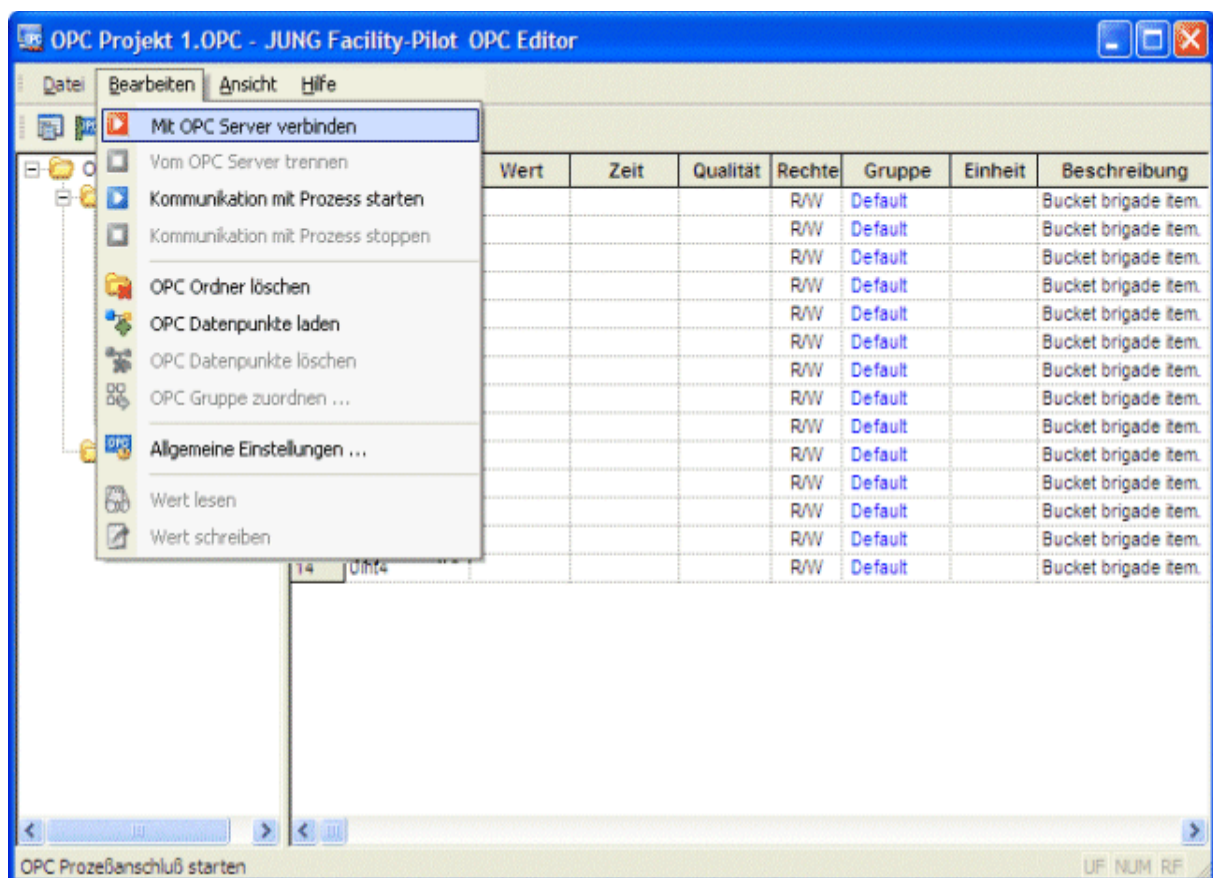 OPC Projekt 1.OPC - JUNG Facility-Pilot OPC Editor
Datei Bearbeiten Ansicht Hilfe
Mit OPC Server verbinden
Vom OPC Server trennen
Kommunikation mit Prozess starten
Kommunikation mit Prozess stoppen
OPC Ordner löschen
OPC Datenpunkte laden
OPC Datenpunkte löschen
OPC Gruppe zuordnen ...
Allgemeine Einstellungen ...
Wert lesen
Wert schreiben
Wert Zeit Qualität Rechte Gruppe Einheit Beschreibung
R/W Default Bucket brigade item.
R/W Default Bucket brigade item.
R/W Default Bucket brigade item.
R/W Default Bucket brigade item.
R/W Default Bucket brigade item.
R/W Default Bucket brigade item.
R/W Default Bucket brigade item.
R/W Default Bucket brigade item.
R/W Default Bucket brigade item.
R/W Default Bucket brigade item.
R/W Default Bucket brigade item.
R/W Default Bucket brigade item.
R/W Default Bucket brigade item.
14 UInt4 R/W Default Bucket brigade item.
OPC Prozeßanschluß starten
UF NUM RF